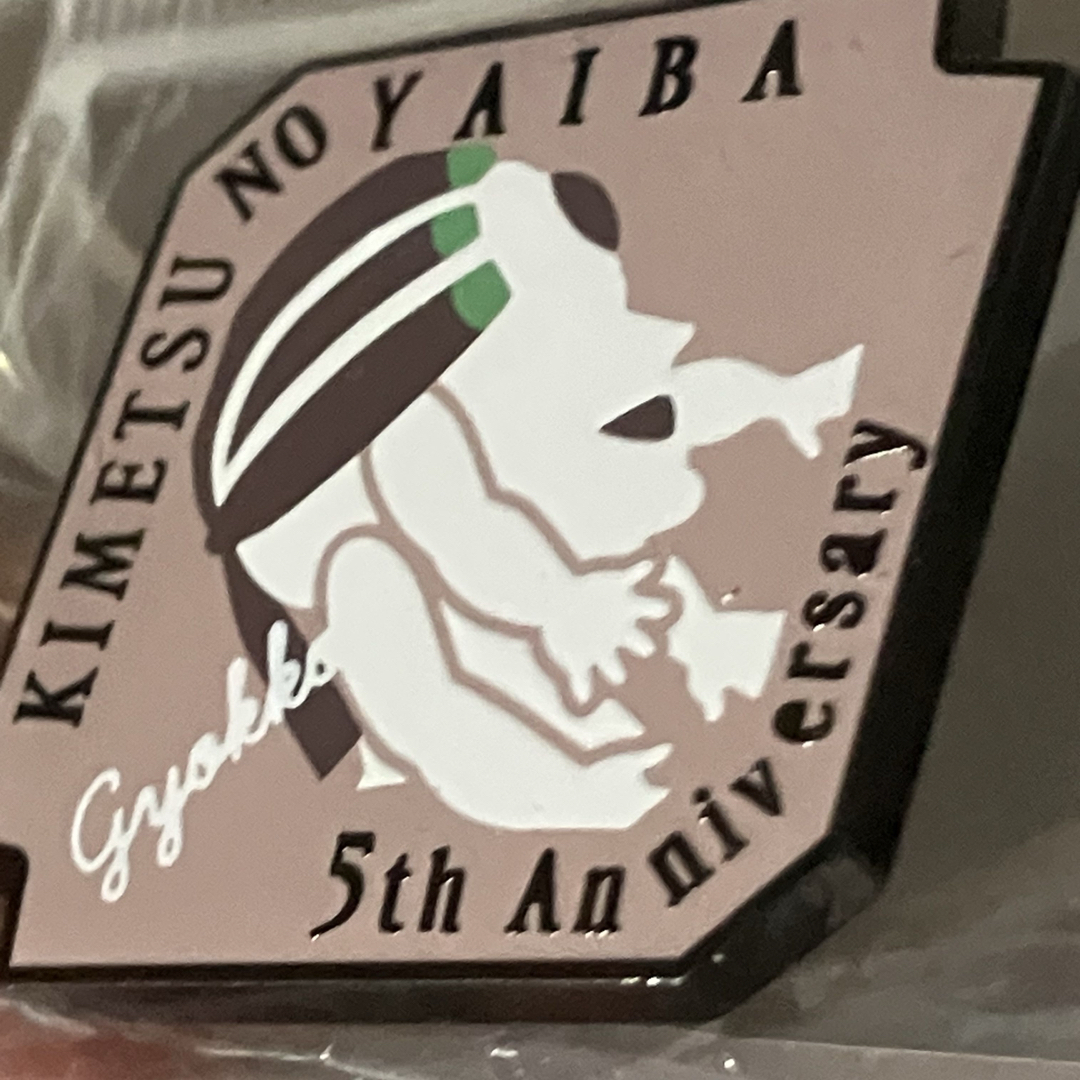 KIMETSU NO YAIBA
Gyokko
5th Anniversary